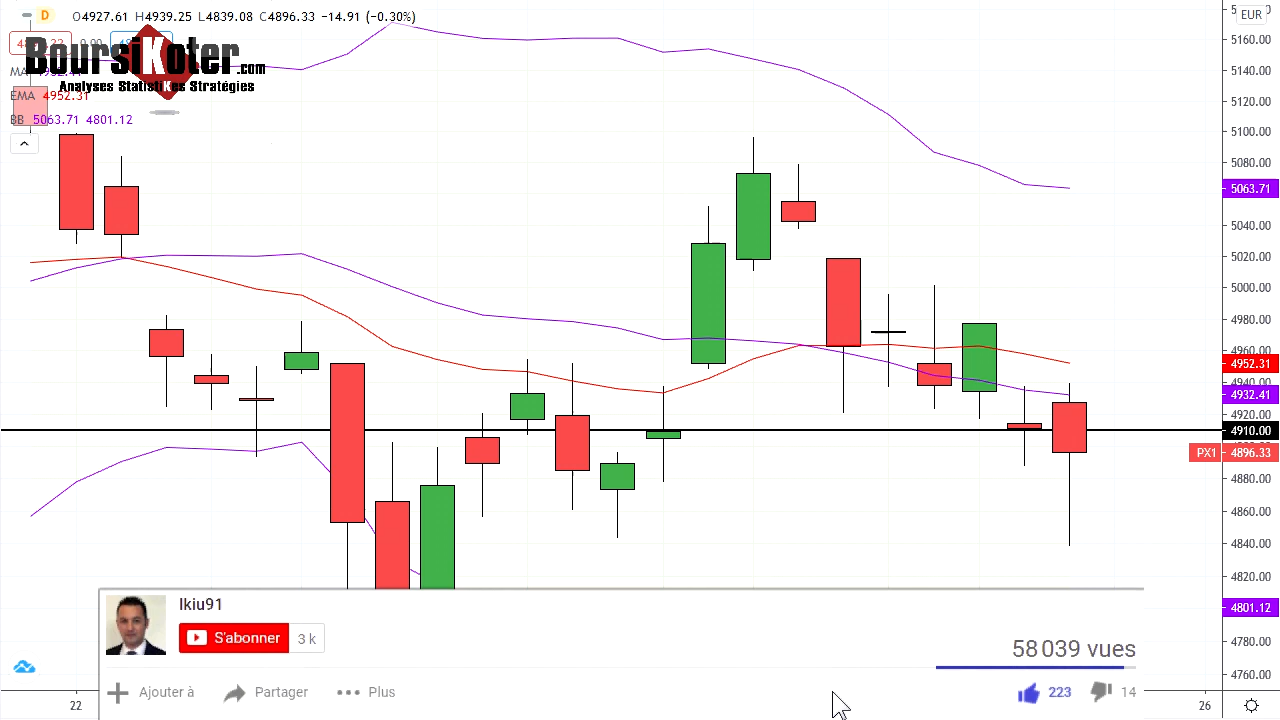 D O4927.61 H4939.25 L4839.08 C4896.33 −14.91 (−0.30%)
BoursiKoter.com
Analyses StatistiKes Stratégies
EMA 4952.31
BB 5063.71 4801.12
EUR
5160.00
5140.00
5120.00
5100.00
5080.00
5063.71
5040.00
5020.00
5000.00
4980.00
4960.00
4952.31
4940.00
4932.41
4920.00
4910.00
PX1 4896.33
4880.00
4860.00
4840.00
4820.00
4801.12
4780.00
4760.00
lkiu91
S'abonner 3 k
58 039 vues
Ajouter à Partager Plus
223 14
22 26